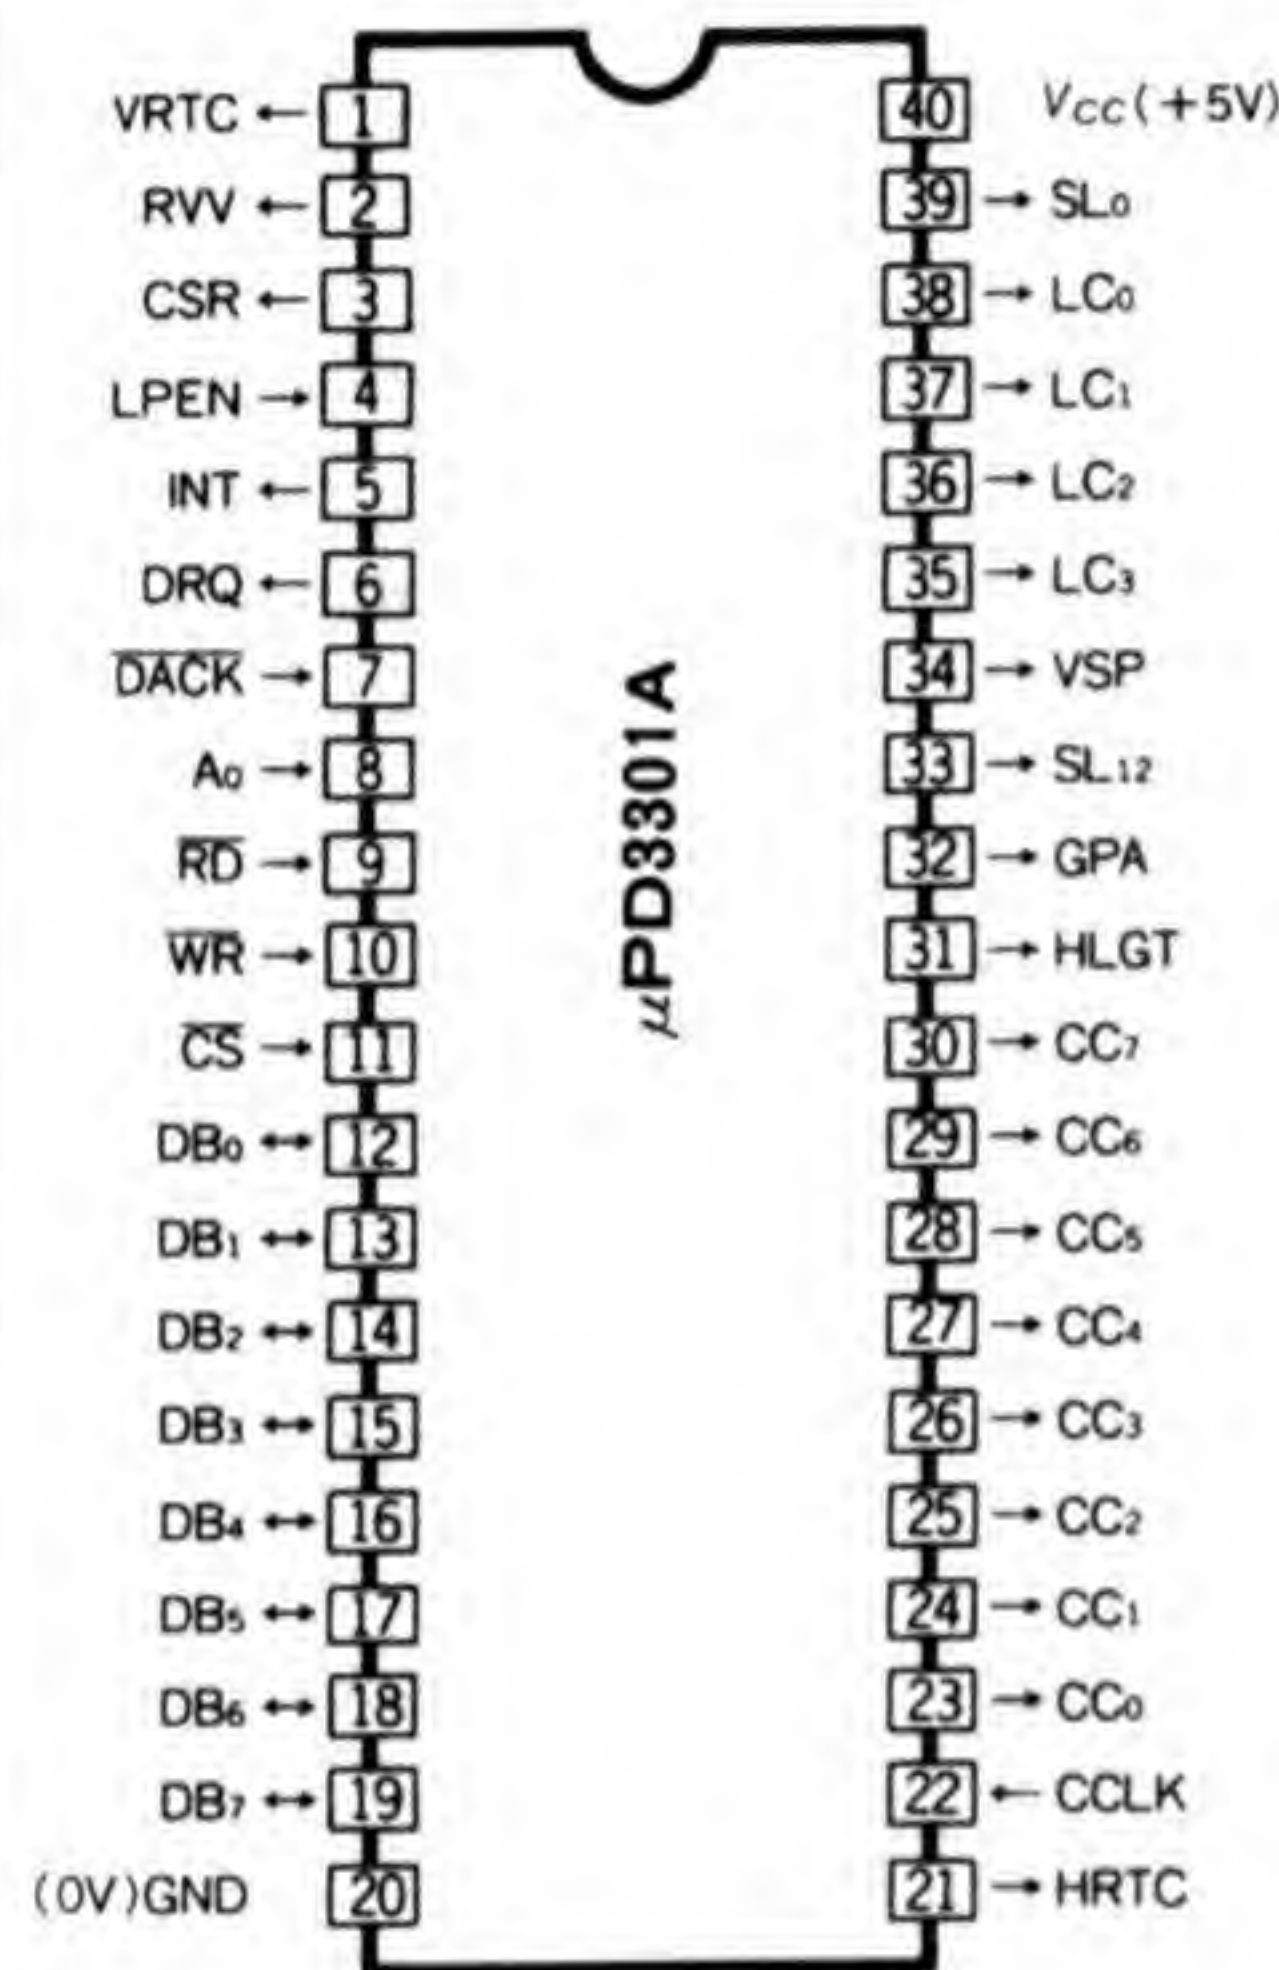 VRTC ← 1
RVV ← 2
CSR ← 3
LPEN → 4
INT ← 5
DRQ ← 6
D̅A̅C̅K̅ → 7
A₀ → 8
R̅D̅ → 9
W̅R̅ → 10
C̅S̅ → 11
DB₀ ↔ 12
DB₁ ↔ 13
DB₂ ↔ 14
DB₃ ↔ 15
DB₄ ↔ 16
DB₅ ↔ 17
DB₆ ↔ 18
DB₇ ↔ 19
(0V)GND 20
μPD3301A
40 VCC(+5V)
39 → SL₀
38 → LC₀
37 → LC₁
36 → LC₂
35 → LC₃
34 → VSP
33 → SL₁₂
32 → GPA
31 → HLGT
30 → CC₇
29 → CC₆
28 → CC₅
27 → CC₄
26 → CC₃
25 → CC₂
24 → CC₁
23 → CC₀
22 ← CCLK
21 → HRTC